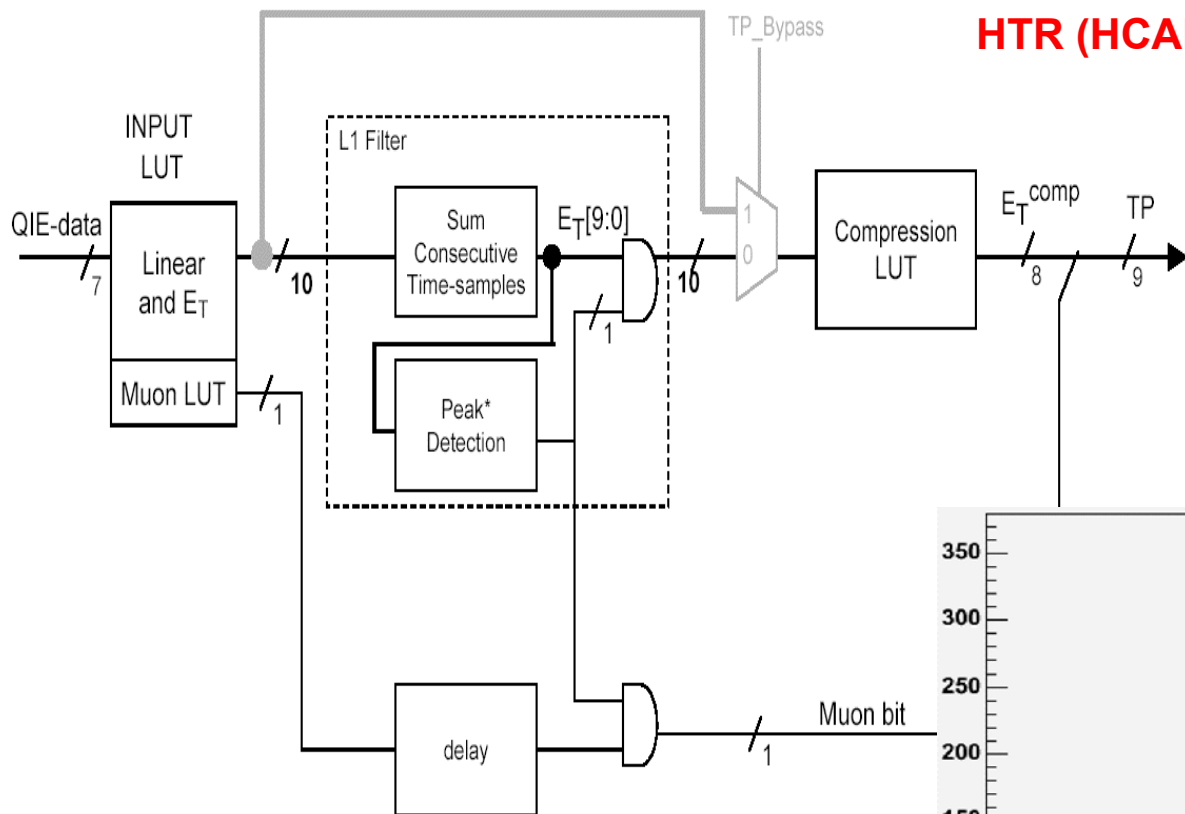 HTR (HCA
TP_Bypass
INPUT
LUT
L1 Filter
QIE-data
7
Linear
and ET
10
Sum
Consecutive
Time-samples
ET[9:0]
10
1
1
0
Compression
LUT
ETcomp
8
TP
9
Muon LUT
1
Peak*
Detection
delay
Muon bit
1
350
300
250
200